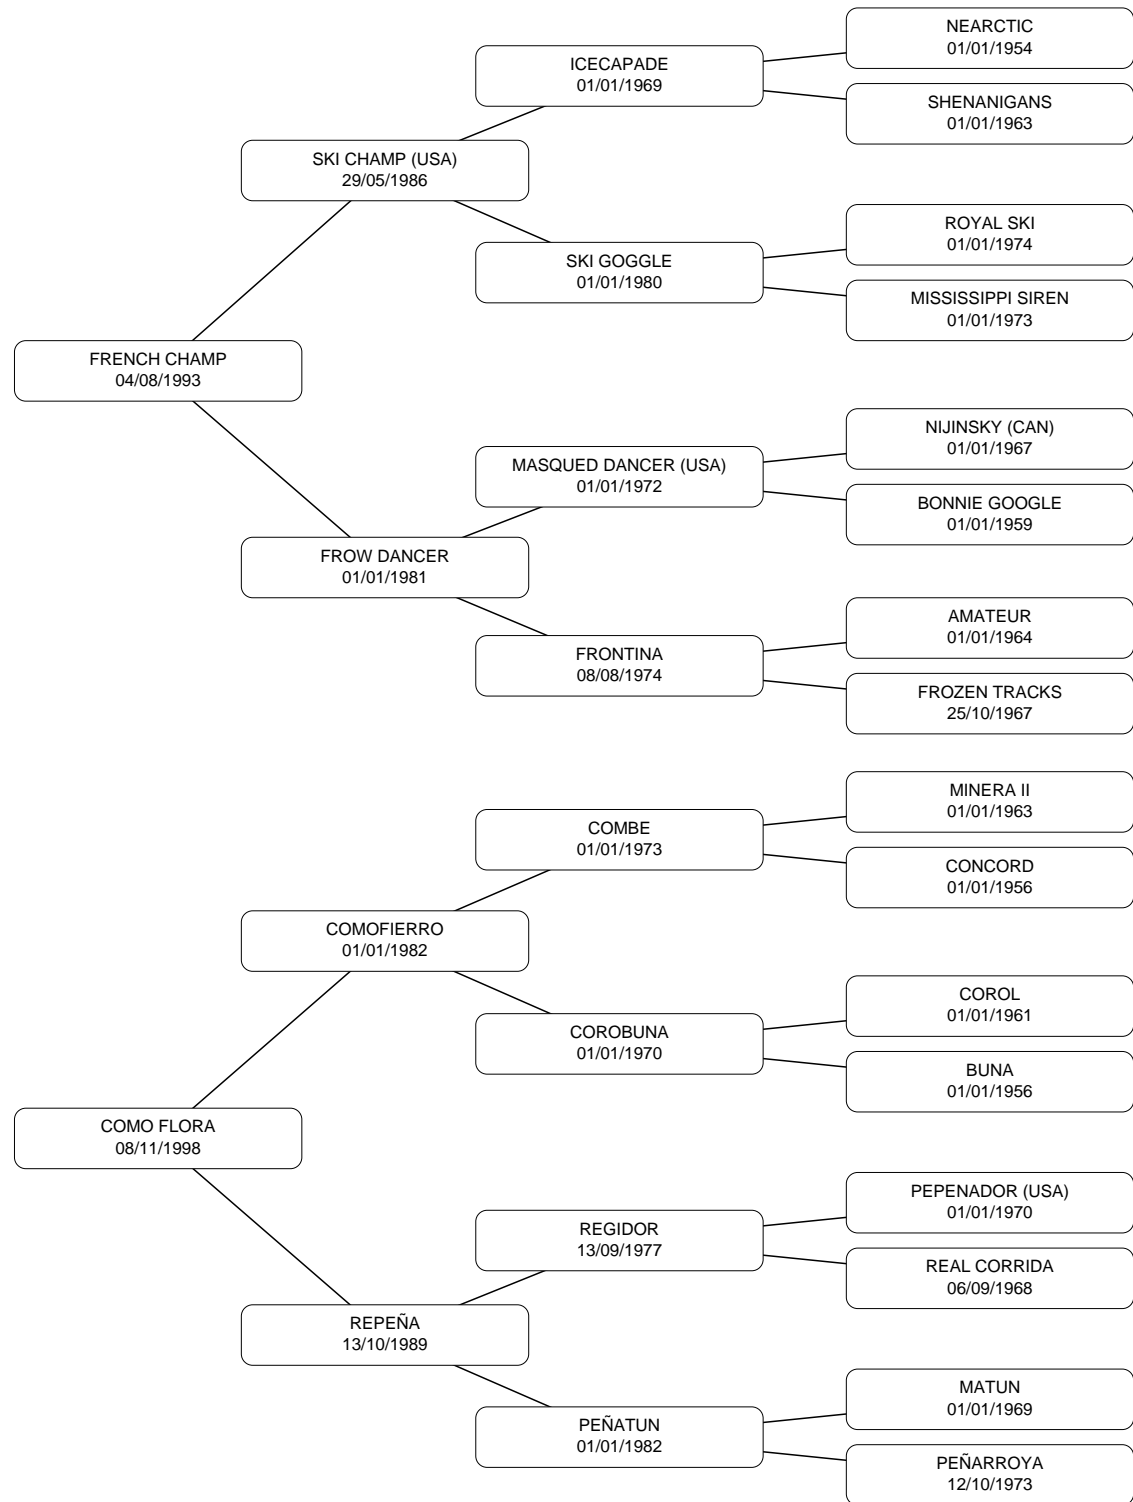 NEARCTIC
01/01/1954
ICECAPADE
01/01/1969
SHENANIGANS
01/01/1963
SKI CHAMP (USA)
29/05/1986
ROYAL SKI
01/01/1974
SKI GOGGLE
01/01/1980
MISSISSIPPI SIREN
01/01/1973
FRENCH CHAMP
04/08/1993
NIJINSKY (CAN)
01/01/1967
MASQUED DANCER (USA)
01/01/1972
BONNIE GOOGLE
01/01/1959
FROW DANCER
01/01/1981
AMATEUR
01/01/1964
FRONTINA
08/08/1974
FROZEN TRACKS
25/10/1967
MINERA II
01/01/1963
COMBE
01/01/1973
CONCORD
01/01/1956
COMOFIERRO
01/01/1982
COROL
01/01/1961
COROBUNA
01/01/1970
BUNA
01/01/1956
COMO FLORA
08/11/1998
PEPENADOR (USA)
01/01/1970
REGIDOR
13/09/1977
REAL CORRIDA
06/09/1968
REPEÑA
13/10/1989
MATUN
01/01/1969
PEÑATUN
01/01/1982
PEÑARROYA
12/10/1973